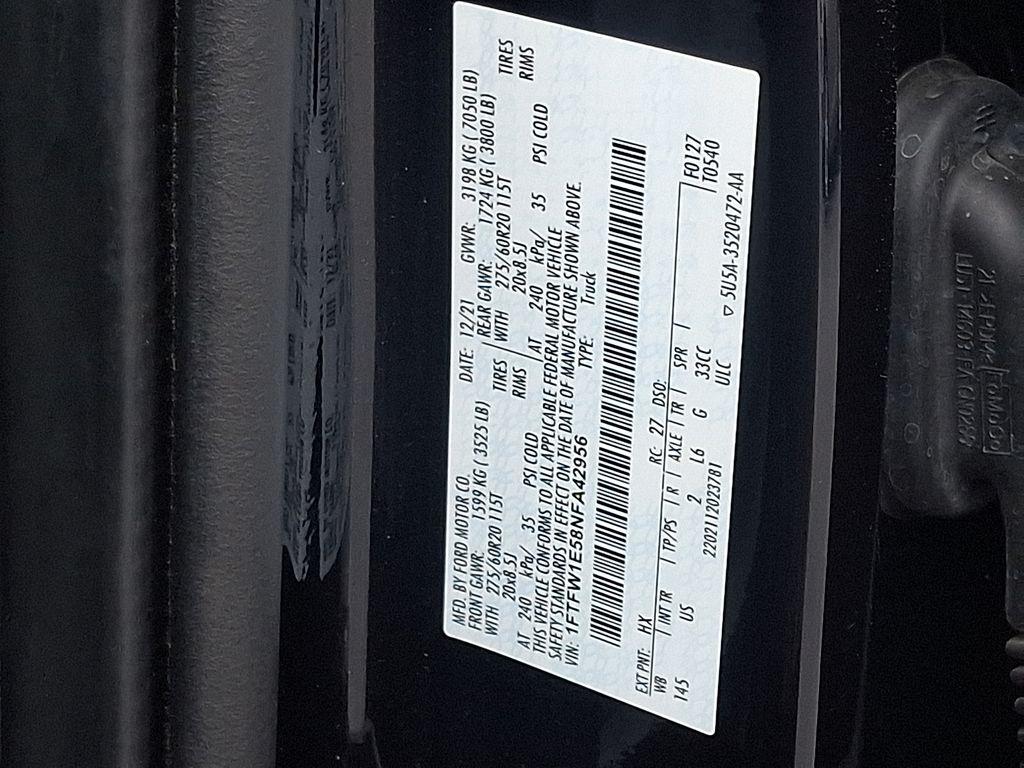 MFD. BY FORD MOTOR CO.
DATE: 12/21 GVWR: 3198 KG ( 7050 LB)
FRONT GAWR: 1599 KG ( 3525 LB)
REAR GAWR: 1724 KG ( 3800 LB)
WITH 275/60R20 115T TIRES
WITH 275/60R20 115T TIRES
20x8.5J RIMS
20x8.5J RIMS
AT 240 kPa/ 35 PSI COLD
AT 240 kPa/ 35 PSI COLD
THIS VEHICLE CONFORMS TO ALL APPLICABLE FEDERAL MOTOR VEHICLE
SAFETY STANDARDS IN EFFECT ON THE DATE OF MANUFACTURE SHOWN ABOVE.
VIN: 1FTFW1E58NFA42956 TYPE: Truck
EXT PNT: HX RC: 27 DSO: F0127
WB INT TR TP/PS R AXLE TR SPR T0540
145 US 2 L6 G 33CC
2202112023781 ULC ▽ 5U5A-3520472-AA